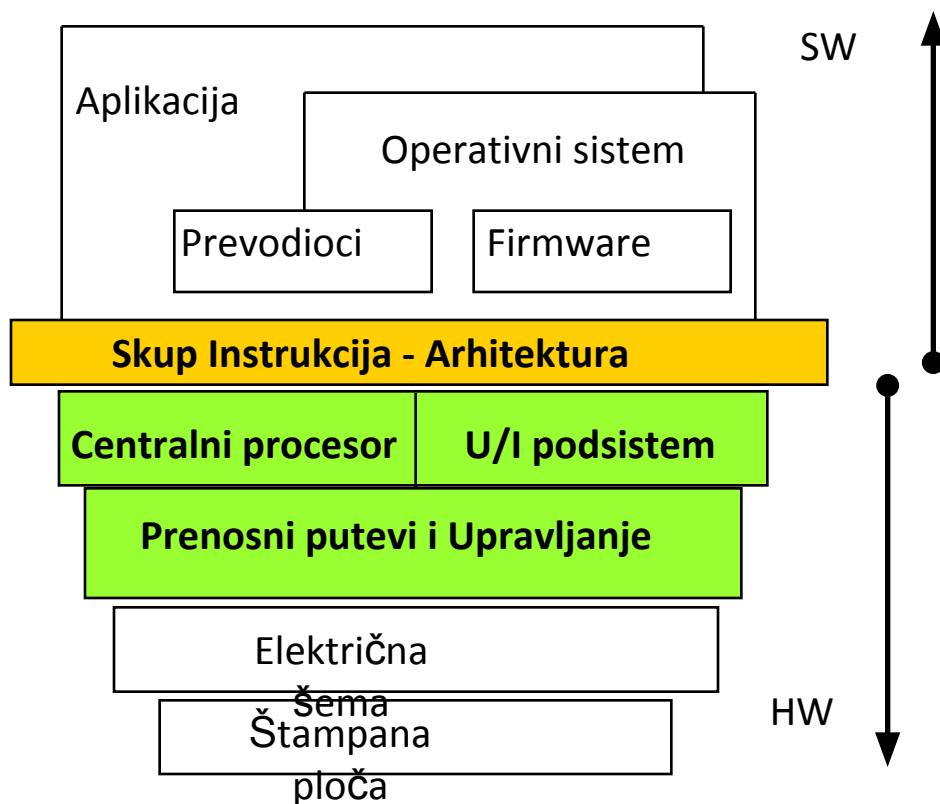 SW
Aplikacija
Operativni sistem
Prevodioci
Firmware
Skup Instrukcija - Arhitektura
Centralni procesor
U/I podsistem
Prenosni putevi i Upravljanje
Električna
šema
HW
Štampana
ploča